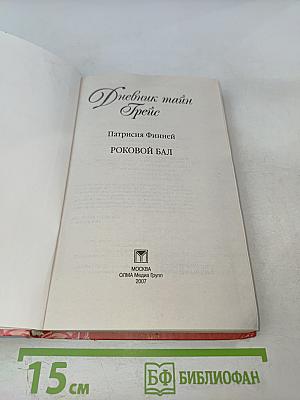 Дневник тайн
Грейс
Патрисия Финней
РОКОВОЙ БАЛ
МОСКВА
ОЛМА Медиа Групп
2007
15 см
БФ БИБЛИОФАН